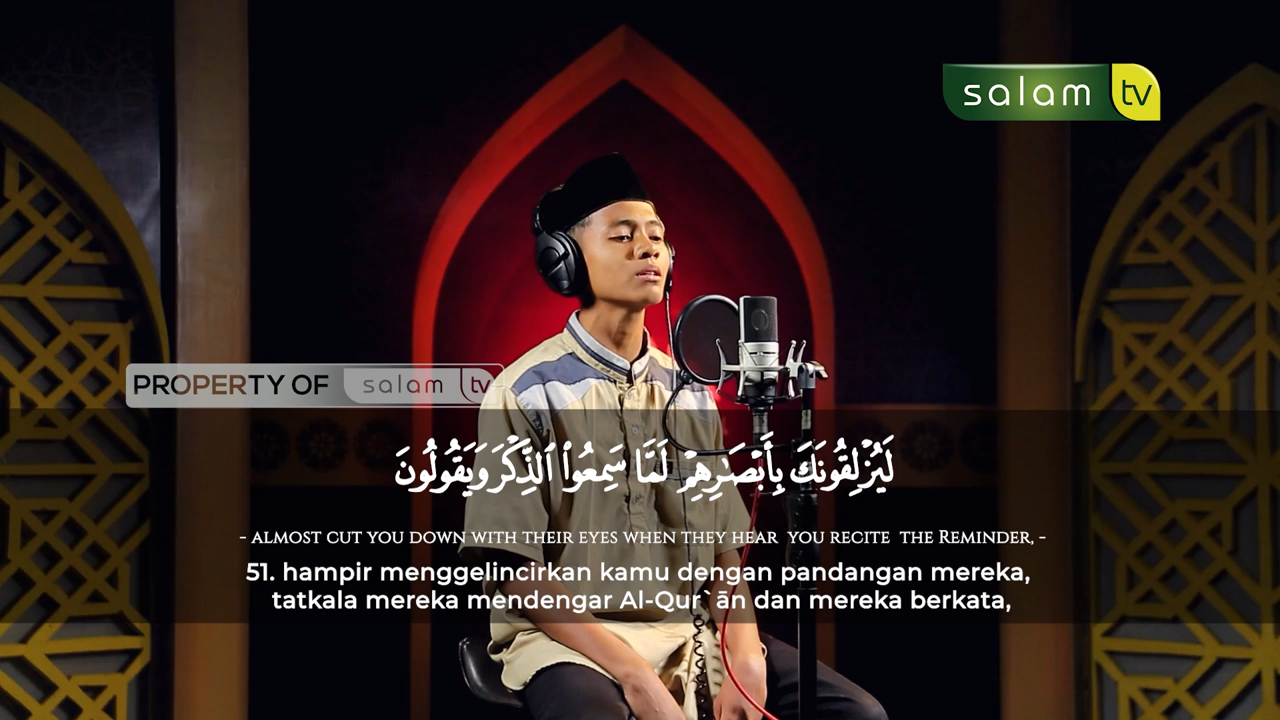 salam tv
PROPERTY OF salam tv
لَيُزْلِقُونَكَ بِأَبْصَٰرِهِمْ لَمَّا سَمِعُوا۟ ٱلذِّكْرَ وَيَقُولُونَ
- ALMOST CUT YOU DOWN WITH THEIR EYES WHEN THEY HEAR YOU RECITE THE REMINDER, -
51. hampir menggelincirkan kamu dengan pandangan mereka,
tatkala mereka mendengar Al-Qur`ān dan mereka berkata,